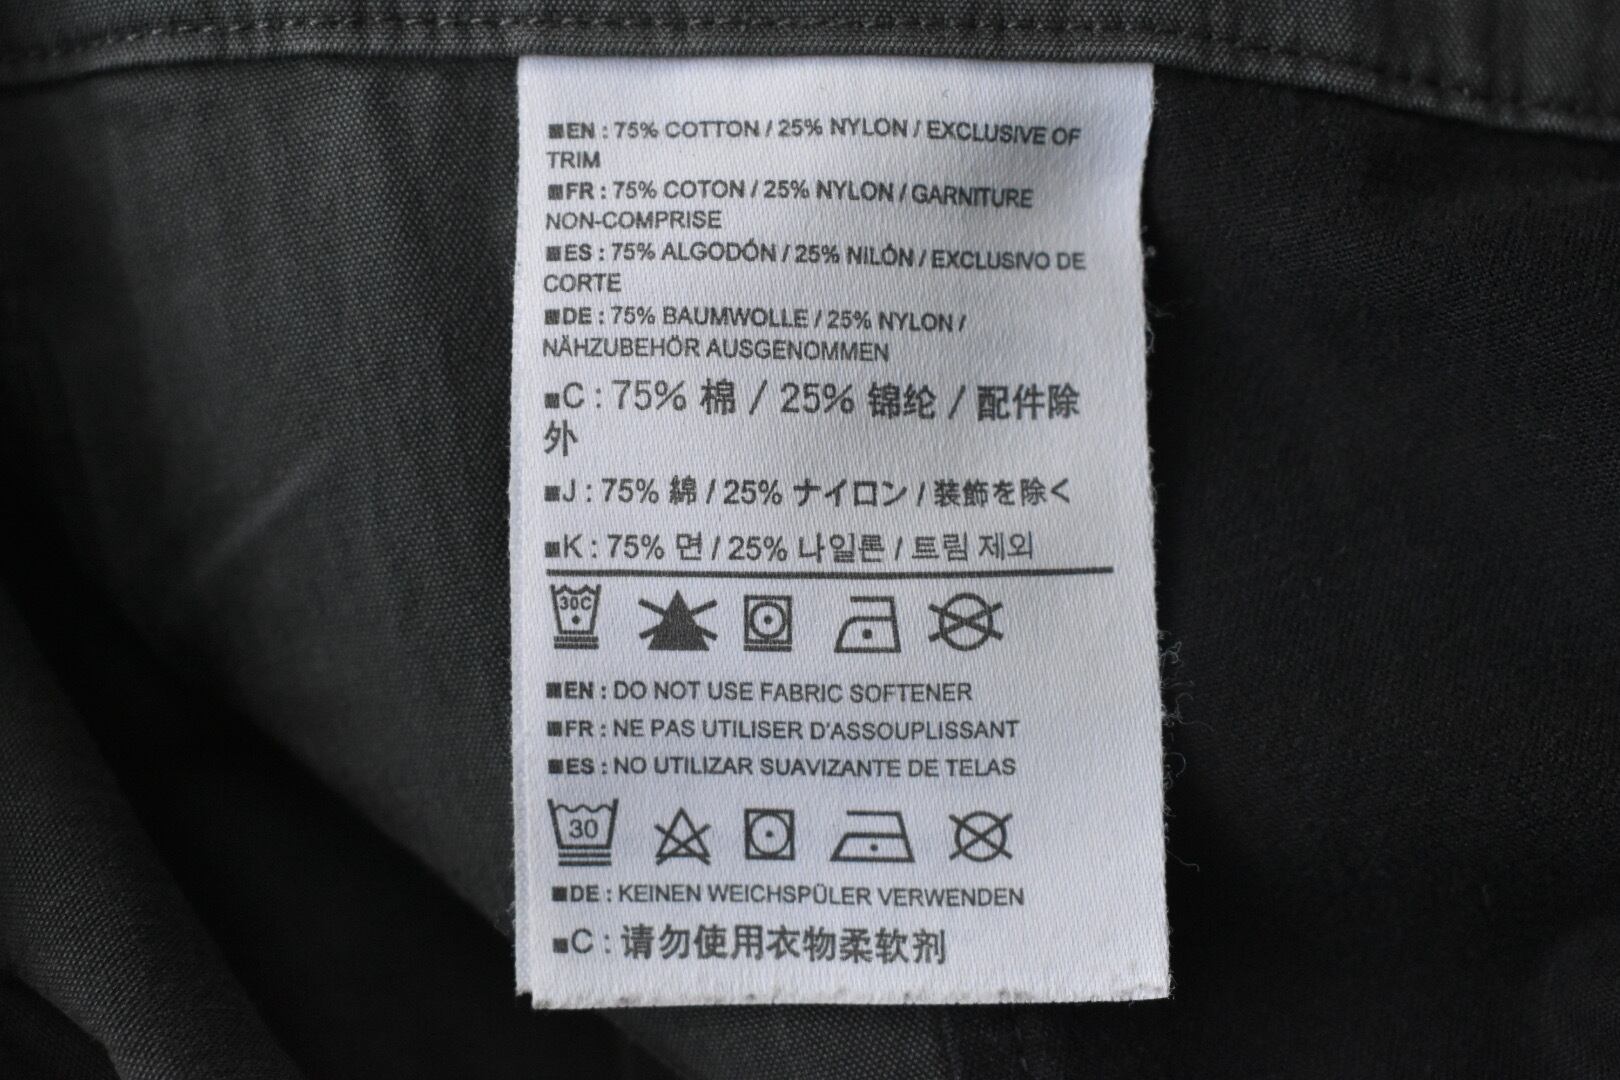 ■EN : 75% COTTON / 25% NYLON / EXCLUSIVE OF
TRIM
■FR : 75% COTON / 25% NYLON / GARNITURE
NON-COMPRISE
■ES : 75% ALGODÓN / 25% NILÓN / EXCLUSIVO DE
CORTE
■DE : 75% BAUMWOLLE / 25% NYLON /
NÄHZUBEHÖR AUSGENOMMEN
■C : 75% 棉 / 25% 锦纶 / 配件除
外
■J : 75% 綿 / 25% ナイロン / 装飾を除く
■K : 75% 면 / 25% 나일론 / 트림 제외
30C
■EN : DO NOT USE FABRIC SOFTENER
■FR : NE PAS UTILISER D'ASSOUPLISSANT
■ES : NO UTILIZAR SUAVIZANTE DE TELAS
30
■DE : KEINEN WEICHSPÜLER VERWENDEN
■C : 请勿使用衣物柔软剂